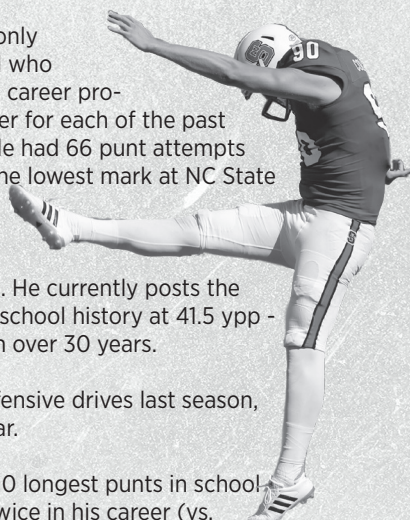 only
who
career pro-
er for each of the past
e had 66 punt attempts
he lowest mark at NC State
90
. He currently posts the
school history at 41.5 ypp -
n over 30 years.
fensive drives last season,
ar.
0 longest punts in school
wice in his career (vs.